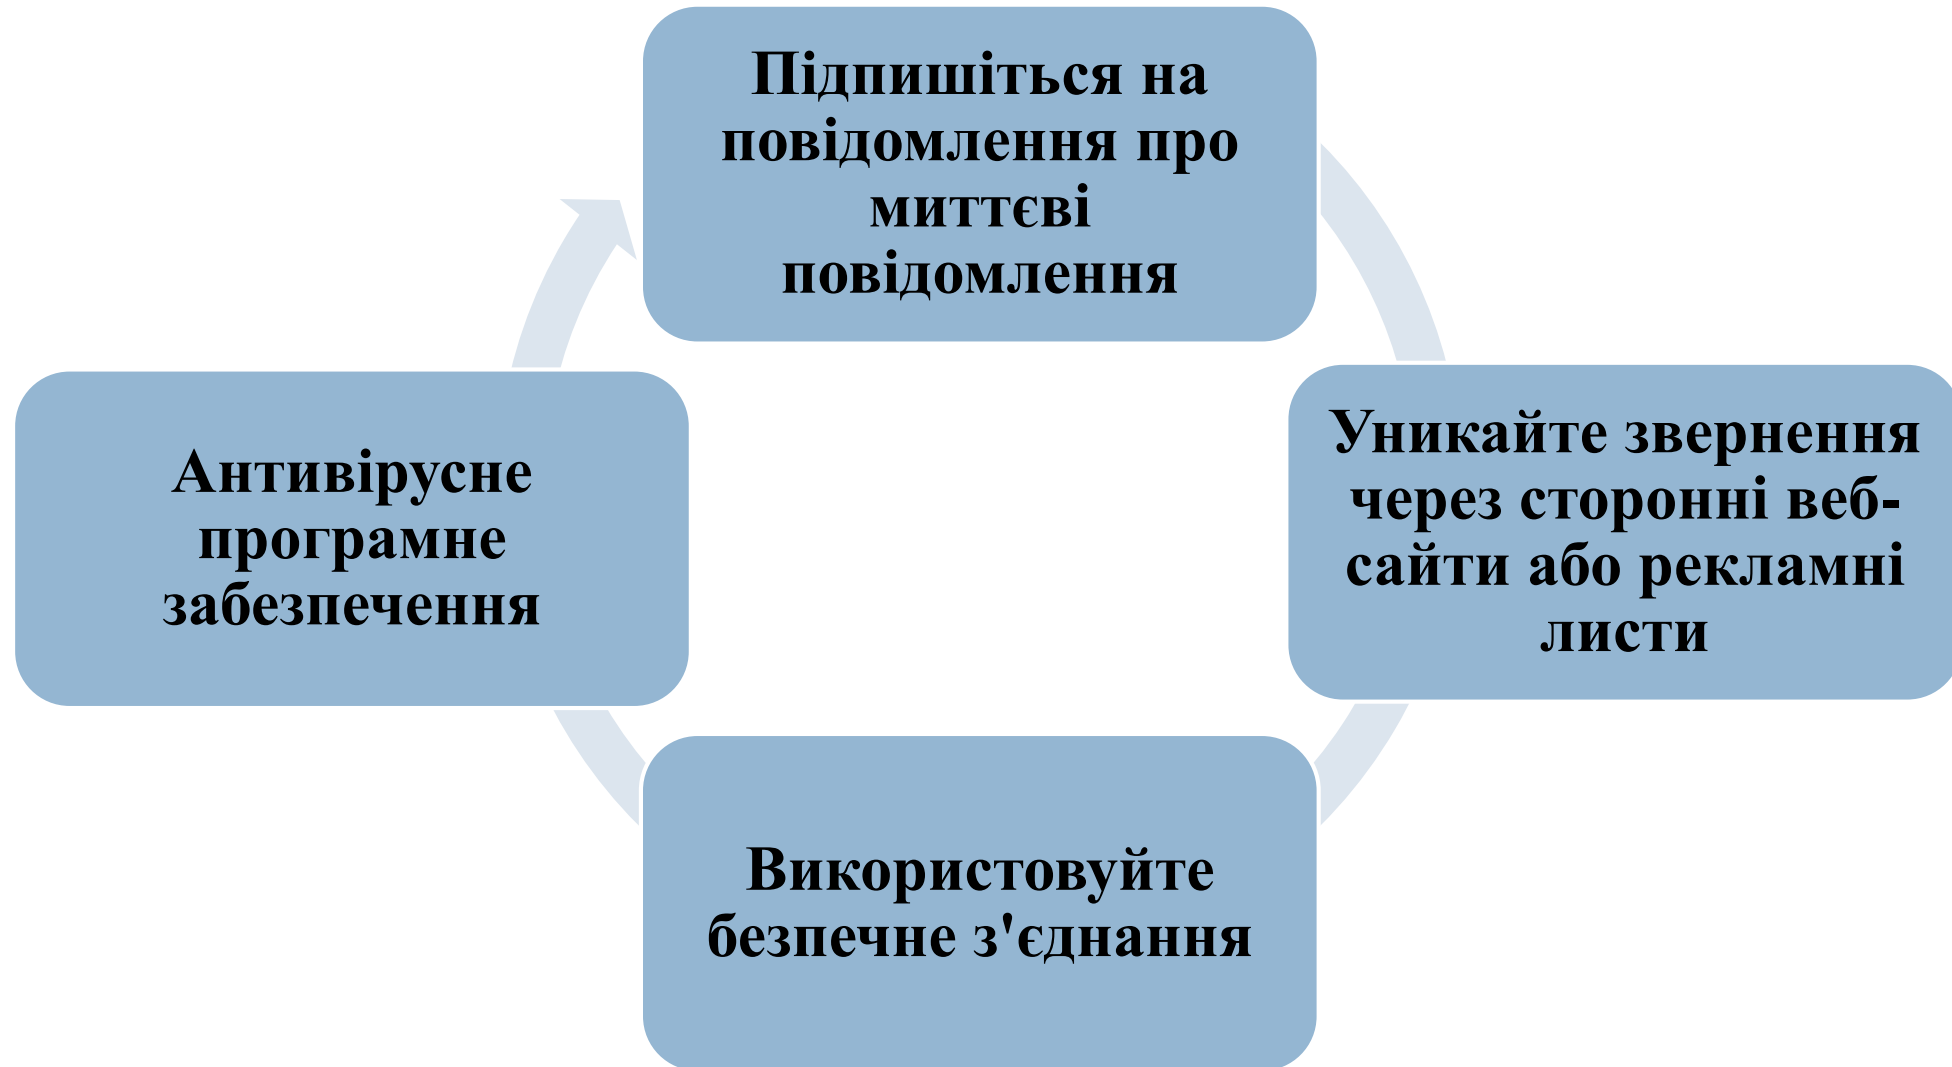 Підпишіться на
повідомлення про
миттєві
повідомлення
Уникайте звернення
через сторонні веб-
сайти або рекламні
листи
Використовуйте
безпечне з'єднання
Антивірусне
програмне
забезпечення